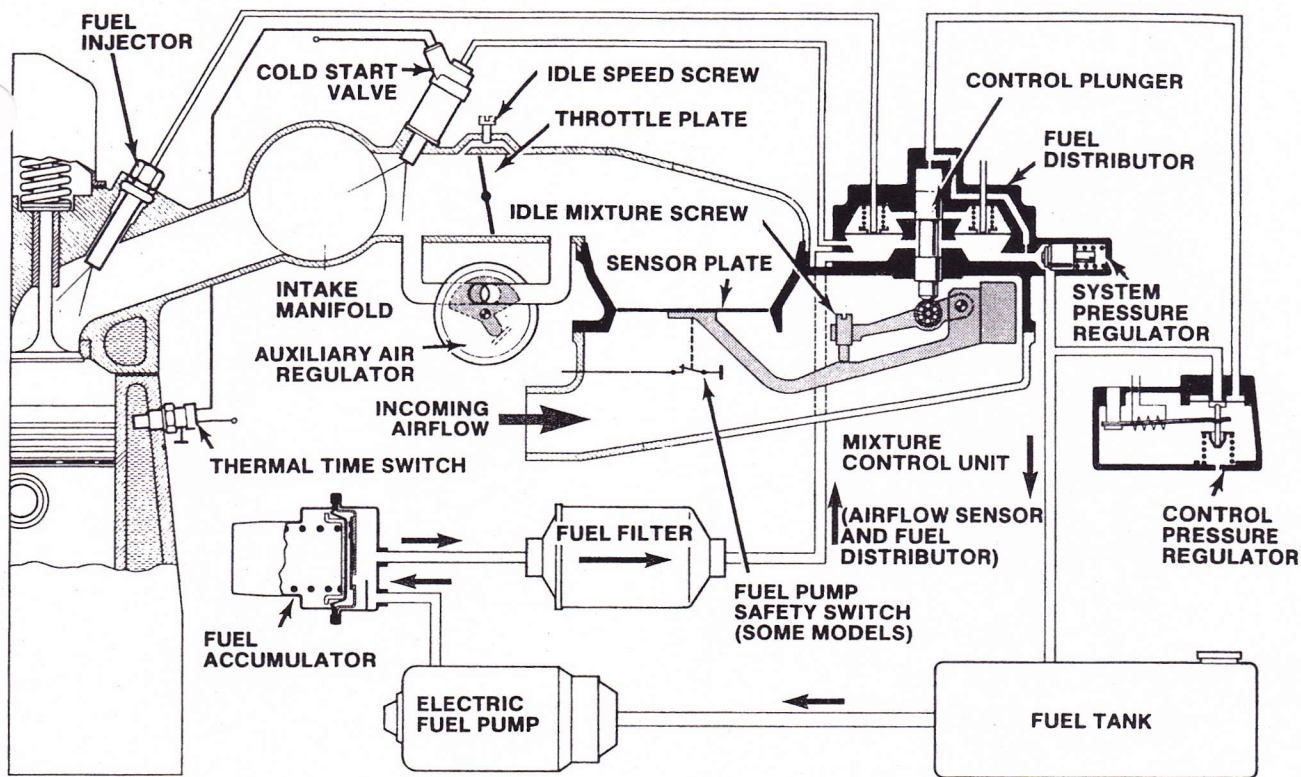 FUEL
INJECTOR
COLD START
VALVE
IDLE SPEED SCREW
THROTTLE PLATE
CONTROL PLUNGER
FUEL
DISTRIBUTOR
IDLE MIXTURE SCREW
SENSOR PLATE
INTAKE
MANIFOLD
SYSTEM
PRESSURE
REGULATOR
AUXILIARY AIR
REGULATOR
INCOMING
AIRFLOW
THERMAL TIME SWITCH
MIXTURE
CONTROL UNIT
(AIRFLOW SENSOR
AND FUEL
DISTRIBUTOR)
CONTROL
PRESSURE
REGULATOR
FUEL FILTER
FUEL PUMP
SAFETY SWITCH
(SOME MODELS)
FUEL
ACCUMULATOR
ELECTRIC
FUEL PUMP
FUEL TANK